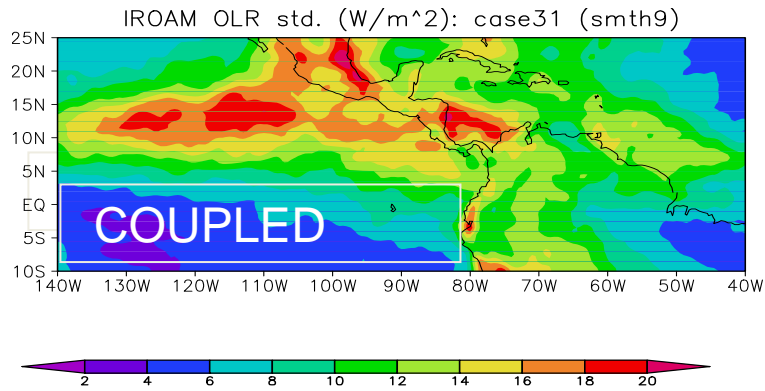 IROAM OLR std. (W/m^2): case31 (smth9)
25N
20N
15N
10N
5N
EQ
5S
10S
COUPLED
140W 130W 120W 110W 100W 90W 80W 70W 60W 50W 40W
2 4 6 8 10 12 14 16 18 20